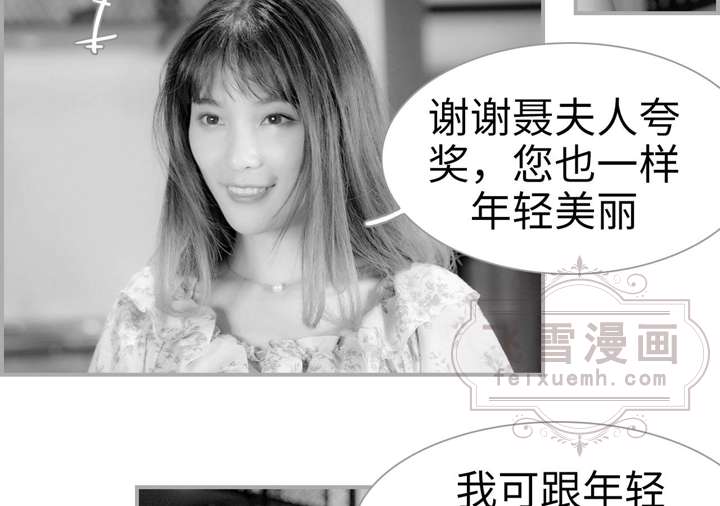 谢谢聂夫人夸
奖，您也一样
年轻美丽
飞雪漫画
feixuemh.com
我可跟年轻